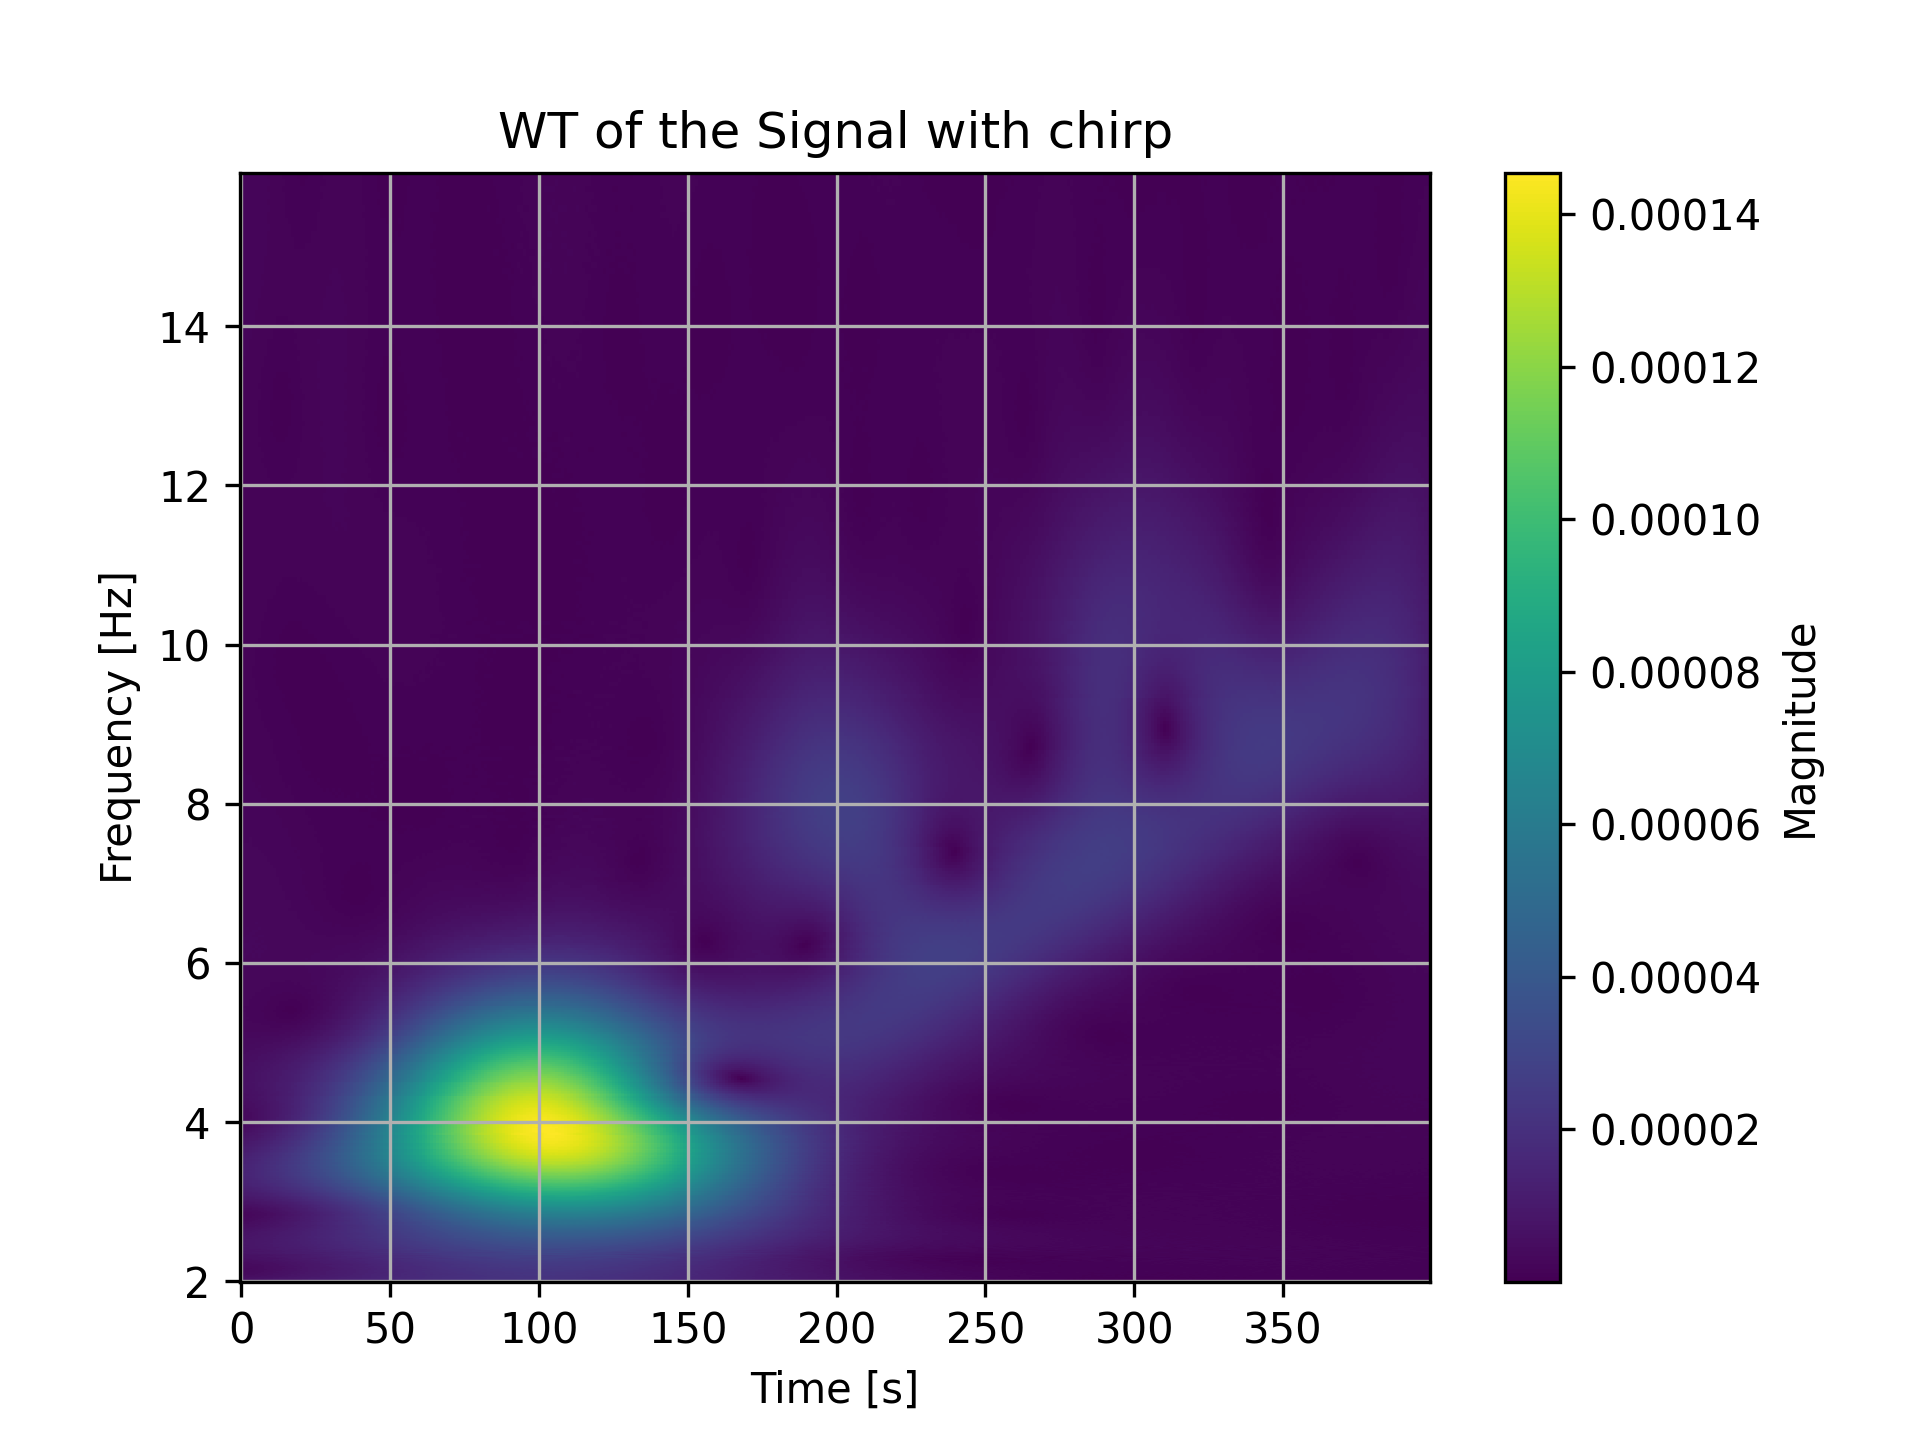 WT of the Signal with chirp
Frequency [Hz]
14
12
10
8
6
4
2
0 50 100 150 200 250 300 350
Time [s]
0.00014
0.00012
0.00010
0.00008
0.00006
0.00004
0.00002
Magnitude